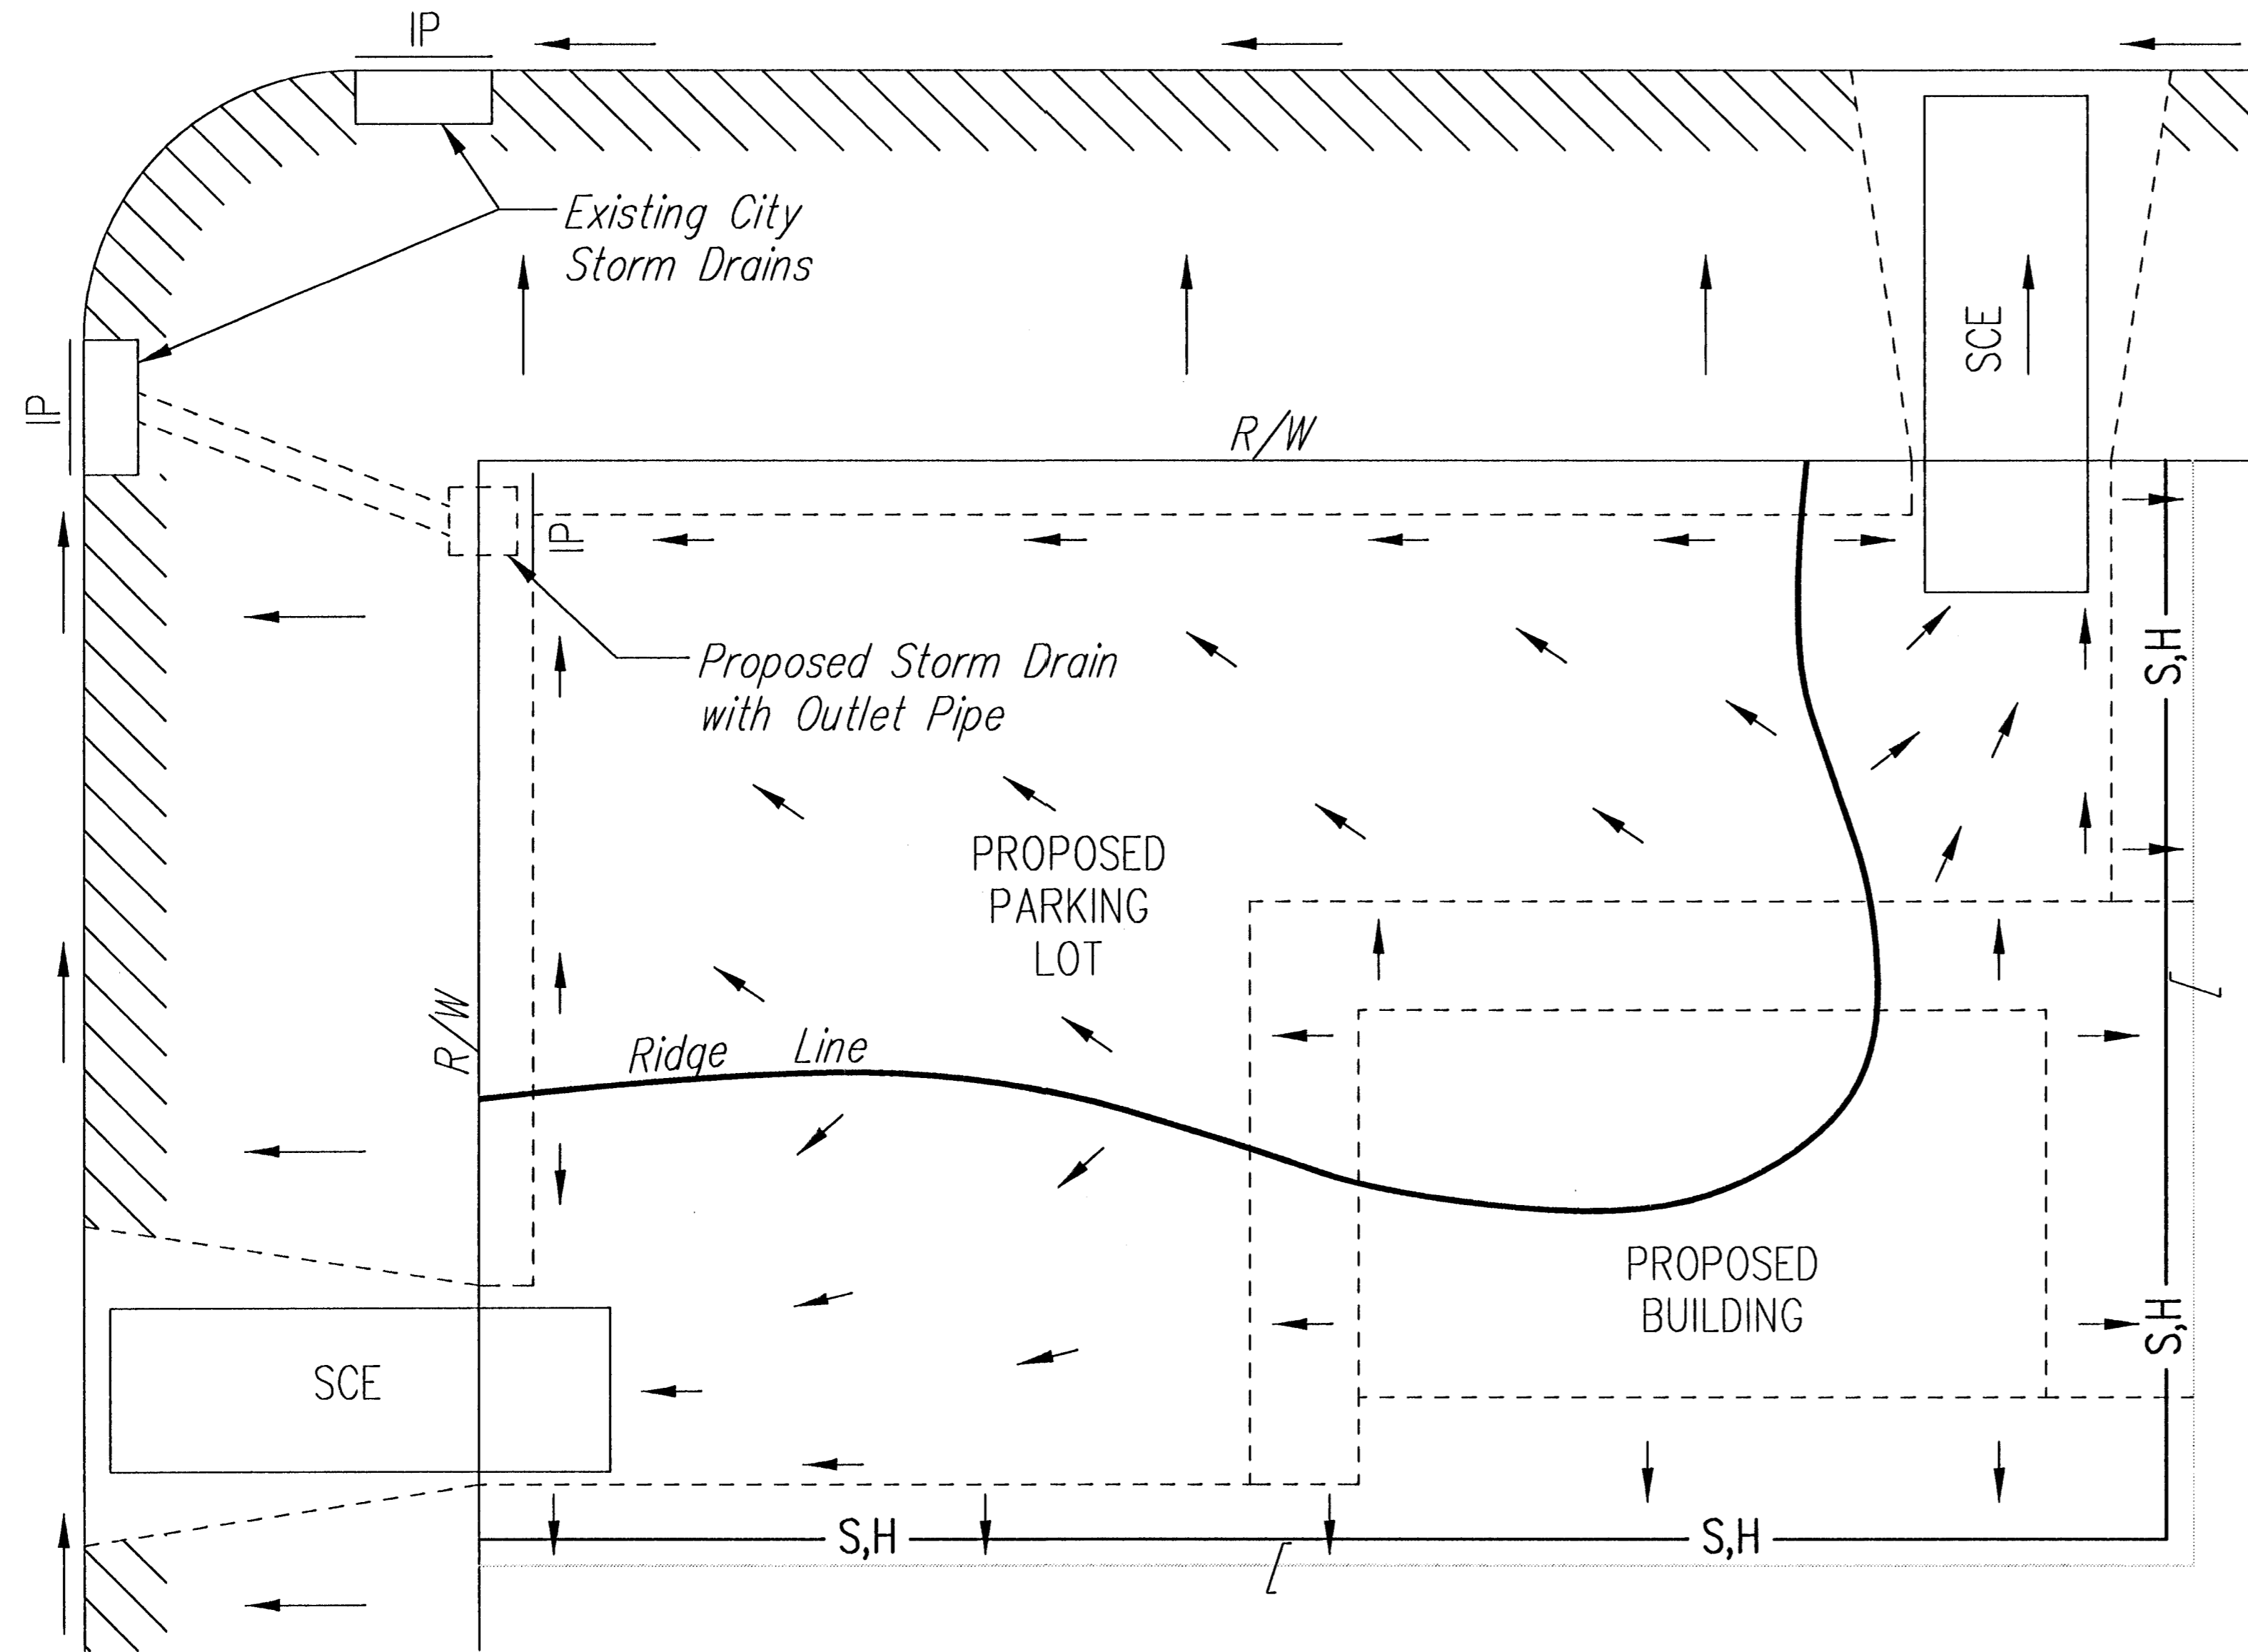 IP
Existing City
Storm Drains
SCE
IP
R/W
IP
S,H
Proposed Storm Drain
with Outlet Pipe
PROPOSED
PARKING
LOT
R/W
Ridge Line
PROPOSED
BUILDING
S,H
SCE
S,H
S,H